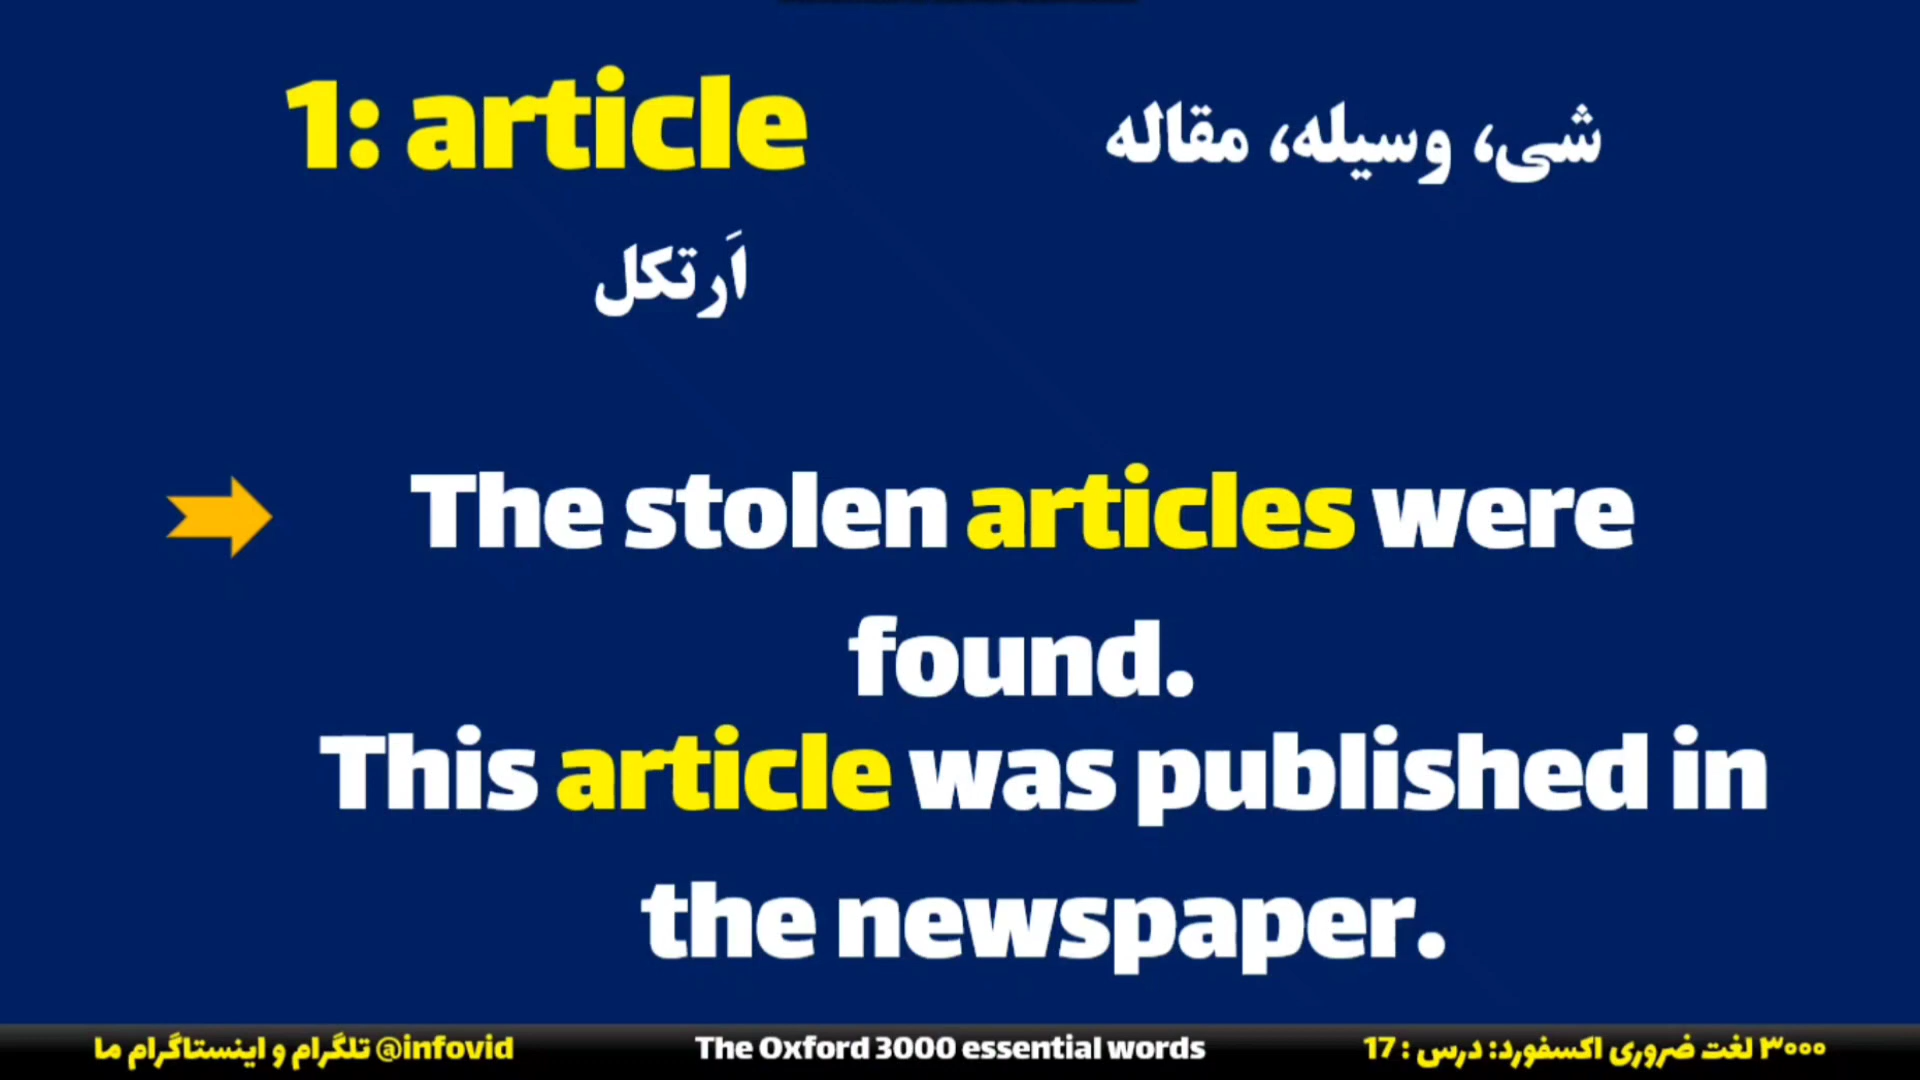 1: article
شی، وسیله، مقاله
اَرتکل
The stolen articles were
found.
This article was published in
the newspaper.
تلگرام و اینستاگرام ما @infovid
The Oxford 3000 essential words
۳۰۰۰ لغت ضروری اکسفورد: درس : 17